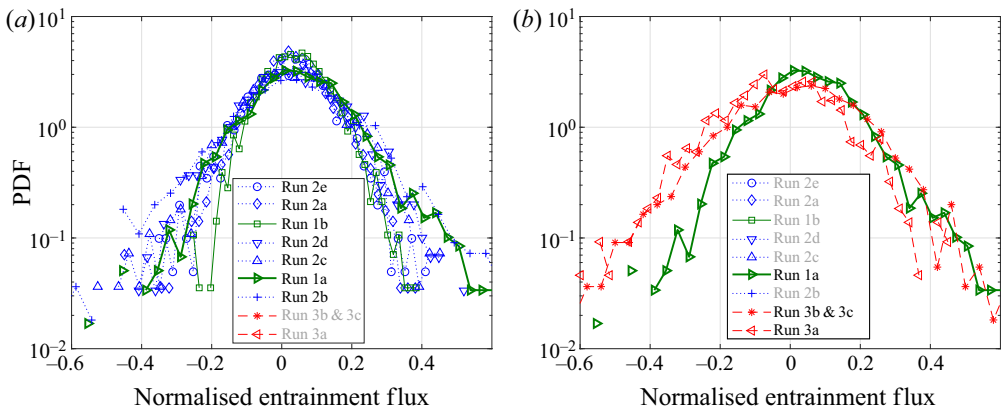 (a)
10^1
10^0
10^-1
10^-2
PDF
Run 2e
Run 2a
Run 1b
Run 2d
Run 2c
Run 1a
Run 2b
Run 3b & 3c
Run 3a
−0.6 −0.4 −0.2 0 0.2 0.4
Normalised entrainment flux
(b)
10^1
10^0
10^-1
10^-2
Run 2e
Run 2a
Run 1b
Run 2d
Run 2c
Run 1a
Run 2b
Run 3b & 3c
Run 3a
−0.6 −0.4 −0.2 0 0.2 0.4
Normalised entrainment flux